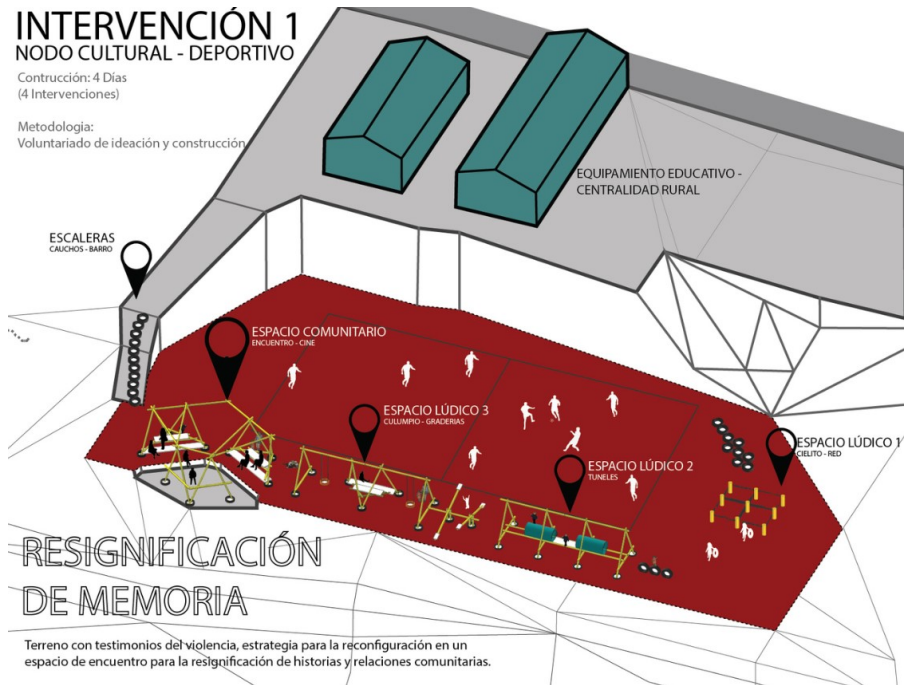 INTERVENCIÓN 1
NODO CULTURAL - DEPORTIVO
Contrucción: 4 Días
(4 Intervenciones)
Metodologia:
Voluntariado de ideación y construcción
EQUIPAMIENTO EDUCATIVO -
CENTRALIDAD RURAL
ESCALERAS
CAUCHOS - BARRO
ESPACIO COMUNITARIO
ENCUENTRO - CINE
ESPACIO LÚDICO 3
CULUMPIO - GRADERIAS
ESPACIO LÚDICO 1
CIELITO - RED
ESPACIO LÚDICO 2
TUNELES
RESIGNIFICACIÓN
DE MEMORIA
Terreno con testimonios del violencia, estrategia para la reconfiguración en un
espacio de encuentro para la resignificación de historias y relaciones comunitarias.